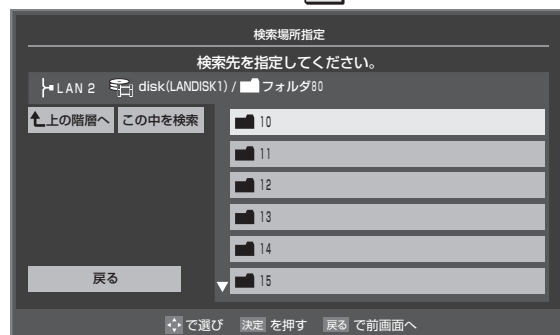 検索場所指定
検索先を指定してください。
LAN 2 disk(LANDISK1) / フォルダ80
上の階層へ この中を検索
10
11
12
13
14
15
戻る
で選び 決定 を押す 戻る で前画面へ